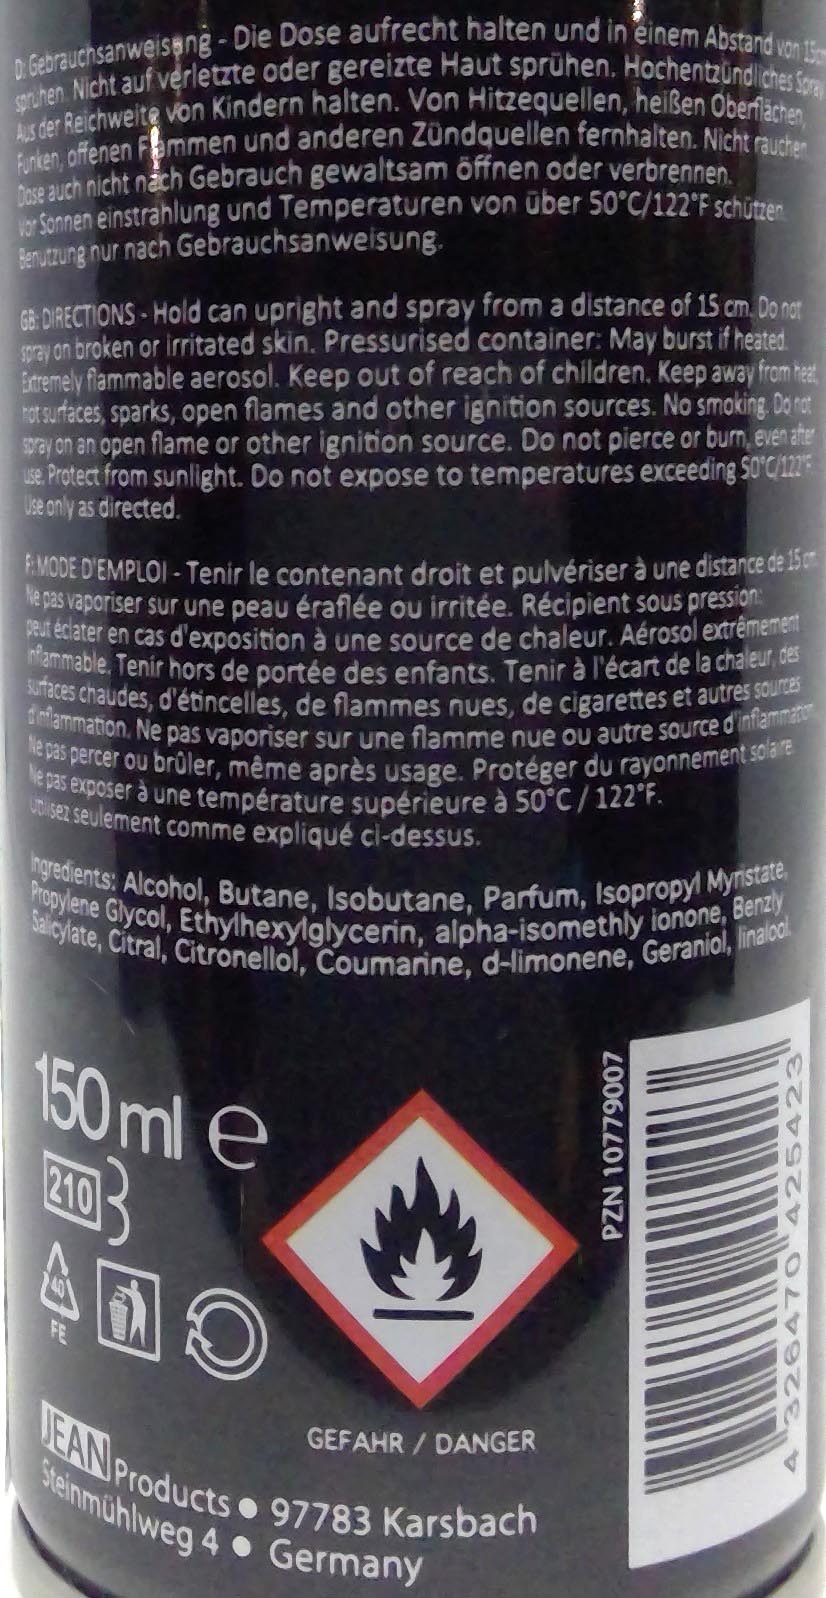 D: Gebrauchsanweisung - Die Dose aufrecht halten und in einem Abstand von 15cm
sprühen. Nicht auf verletzte oder gereizte Haut sprühen. Hochentzündliches Spray
Aus der Reichweite von Kindern halten. Von Hitzequellen, heißen Oberflächen,
Funken, offenen Flammen und anderen Zündquellen fernhalten. Nicht rauchen.
Dose auch nicht nach Gebrauch gewaltsam öffnen oder verbrennen.
Vor Sonnen einstrahlung und Temperaturen von über 50°C/122°F schützen.
Benutzung nur nach Gebrauchsanweisung.
GB: DIRECTIONS - Hold can upright and spray from a distance of 15 cm. Do not
spray on broken or irritated skin. Pressurised container: May burst if heated.
Extremely flammable aerosol. Keep out of reach of children. Keep away from heat,
hot surfaces, sparks, open flames and other ignition sources. No smoking. Do not
spray on an open flame or other ignition source. Do not pierce or burn, even after
use. Protect from sunlight. Do not expose to temperatures exceeding 50°C/122°F.
Use only as directed.
F: MODE D'EMPLOI - Tenir le contenant droit et pulvériser à une distance de 15 cm.
Ne pas vaporiser sur une peau éraflée ou irritée. Récipient sous pression:
peut éclater en cas d'exposition à une source de chaleur. Aérosol extrêmement
inflammable. Tenir hors de portée des enfants. Tenir à l'écart de la chaleur, des
surfaces chaudes, d'étincelles, de flammes nues, de cigarettes et autres sources
d'inflammation. Ne pas vaporiser sur une flamme nue ou autre source d'inflammation.
Ne pas percer ou brûler, même après usage. Protéger du rayonnement solaire.
Ne pas exposer à une température supérieure à 50°C / 122°F.
Utilisez seulement comme expliqué ci-dessus.
Ingredients: Alcohol, Butane, Isobutane, Parfum, Isopropyl Myristate,
Propylene Glycol, Ethylhexylglycerin, alpha-isomethly ionone, Benzly
Salicylate, Citral, Citronellol, Coumarine, d-limonene, Geraniol, linalool.
150 ml e
210 3
40
FE
GEFAHR / DANGER
JEAN Products ● 97783 Karsbach
Steinmühlweg 4 ● Germany
PZN 10779007
4 326470 425423